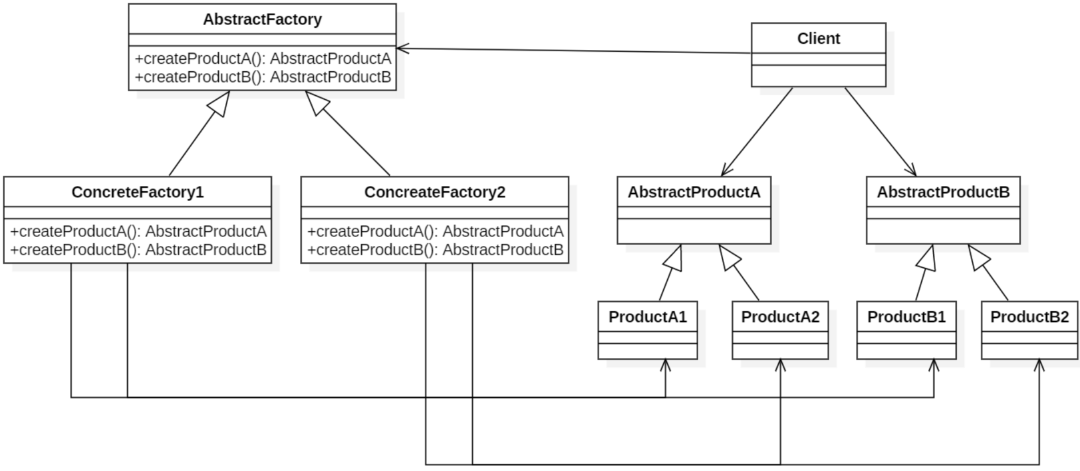 AbstractFactory
+createProductA(): AbstractProductA
+createProductB(): AbstractProductB
Client
ConcreteFactory1
+createProductA(): AbstractProductA
+createProductB(): AbstractProductB
ConcreateFactory2
+createProductA(): AbstractProductA
+createProductB(): AbstractProductB
AbstractProductA
AbstractProductB
ProductA1
ProductA2
ProductB1
ProductB2